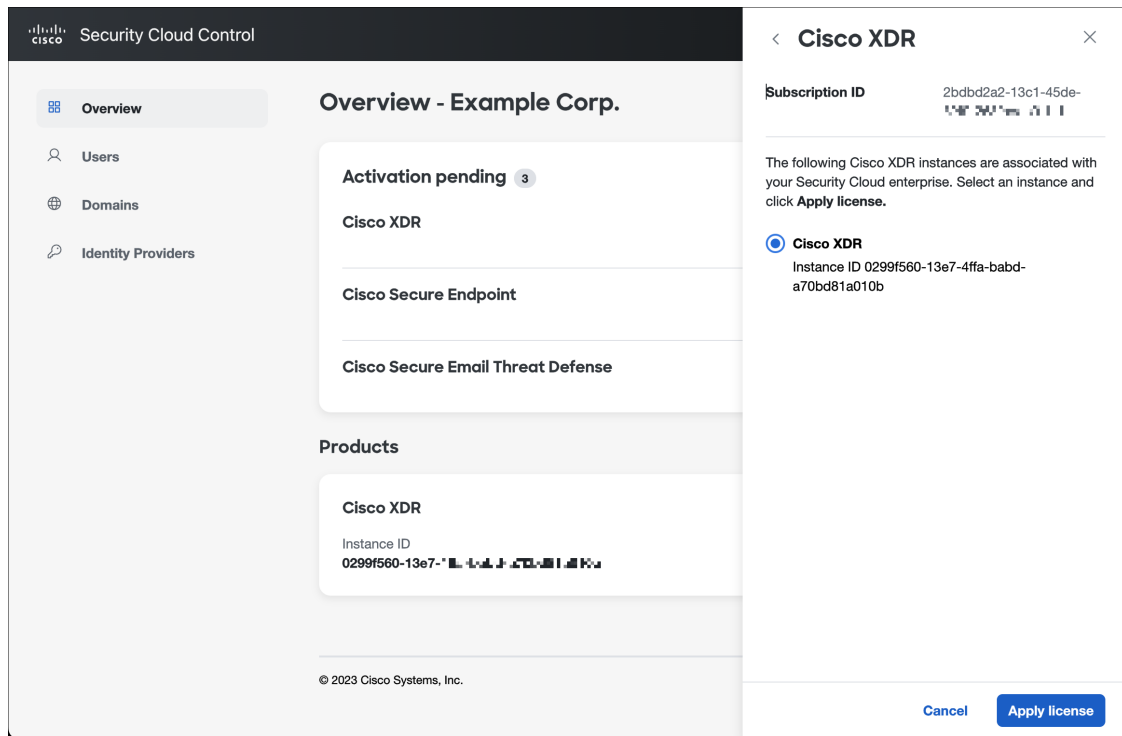 cisco
Security Cloud Control
Overview
Users
Domains
Identity Providers
Overview - Example Corp.
Activation pending 3
Cisco XDR
Cisco Secure Endpoint
Cisco Secure Email Threat Defense
Products
Cisco XDR
Instance ID
0299f560-13e7-
© 2023 Cisco Systems, Inc.
Cisco XDR
Subscription ID
2bdbd2a2-13c1-45de-
The following Cisco XDR instances are associated with
your Security Cloud enterprise. Select an instance and
click Apply license.
Cisco XDR
Instance ID 0299f560-13e7-4ffa-babd-
a70bd81a010b
Cancel
Apply license